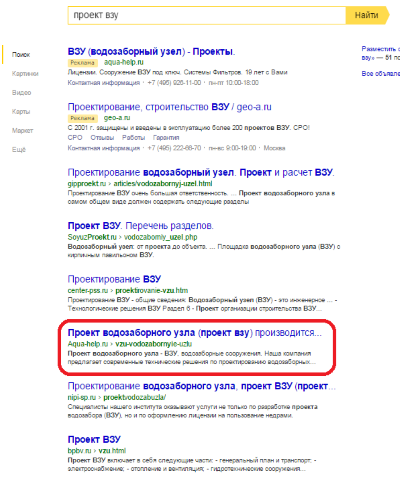 проект взу
Найти
Поиск
Картинки
Видео
Карты
Маркет
Ещё
ВЗУ (водозаборный узел) - Проекты.
Реклама aqua-help.ru
Лицензии. Сооружение ВЗУ под ключ. Системы Фильтров. 19 лет с Вами
Контактная информация · +7 (495) 926-11-00 · пн-пт 10:00-18:00
Проектирование, строительство ВЗУ / geo-a.ru
Реклама geo-a.ru
С 2001 г. защищены и введены в эксплуатацию более 200 проектов ВЗУ. СРО!
СРО Отзывы Работы Гарантия
Контактная информация · +7 (495) 222-66-70 · пн-вс 9:00-19:00 · Москва
Проектируем водозаборный узел. Проект и расчет ВЗУ.
gipproekt.ru › articles/vodozabornyj-uzel.html
Проектирование ВЗУ очень большая ответственность. ... Проект водозаборного узла в
самом общем виде должен содержать следующие разделы
Проект ВЗУ. Перечень разделов.
SoyuzProekt.ru › vodozaborniy_uzel.php
Водозаборный узел: от проекта до объекта. ... Площадка водозаборного узла (ВЗУ) с
кирпичным павильоном ВЗУ.
Проектирование ВЗУ
center-pss.ru › proektirovanie-vzu.htm
Проектирование ВЗУ - общие сведения. Водозаборный узел (ВЗУ) - это инженерное ... -
Технологические решения ВЗУ Раздел 6 - Проект организации строительства ВЗУ...
Проект водозаборного узла (проект взу) производится...
Aqua-help.ru › vzu-vodozabornyie-uzlu
Проект водозаборного узла - ВЗУ, водозаборные сооружения. Наша компания
предлагает современные технические решения по проектированию водозаборных...
Проектирование водозаборного узла, проект ВЗУ (проект...
nipi-sp.ru › proektvodozabuzla/
Специалисты нашего института оказывают услуги не только по разработке проекта
водозабора (ВЗУ), но и по оформлению лицензии на пользование недрами.
Проект ВЗУ
bpbv.ru › vzu.html
Проект ВЗУ включает в себя следующие части: - генеральный план и транспорт; -
электроснабжение; - отопление и вентиляция; - гидротехнические сооружения...
Разместить
взу» — 51 по
Все объявле